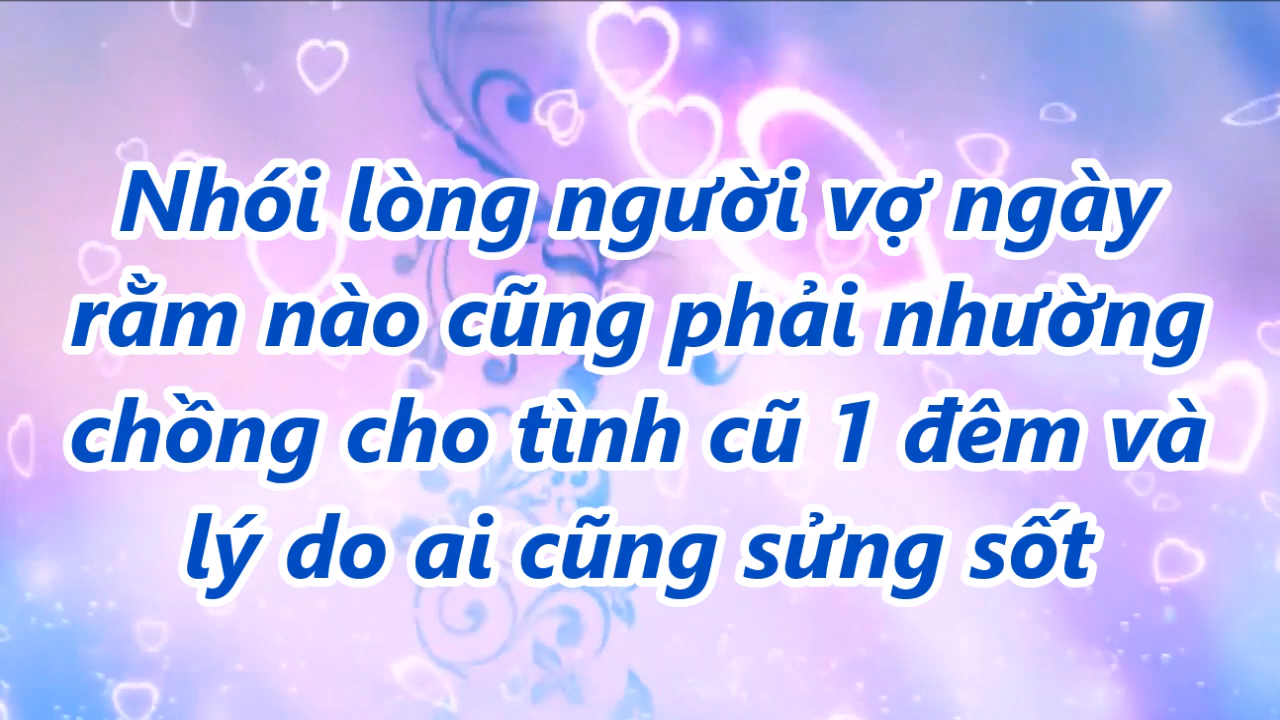 Nhói lòng người vợ ngày
rằm nào cũng phải nhường
chồng cho tình cũ 1 đêm và
lý do ai cũng sửng sốt